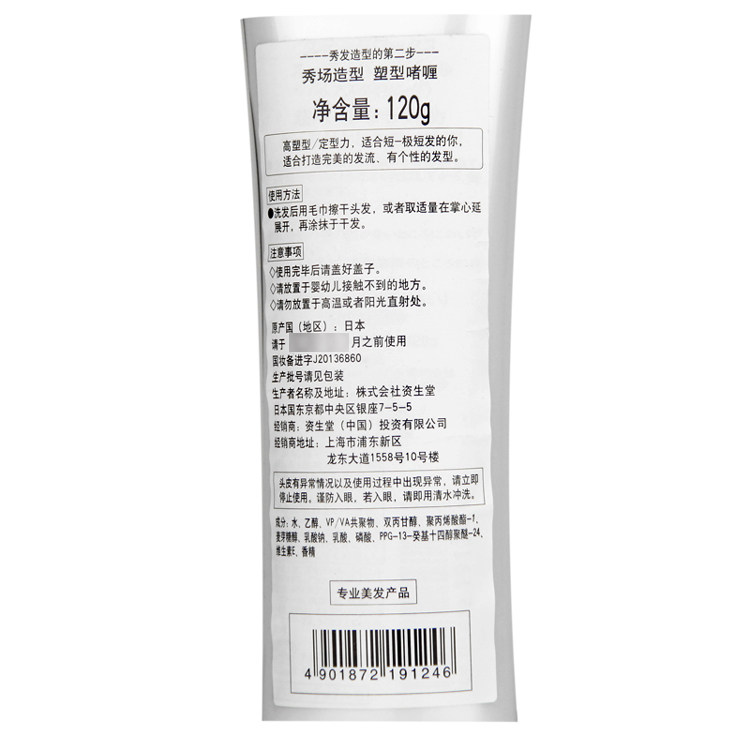 ----秀发造型的第二步---
秀场造型 塑型啫喱
净含量：120g
高塑型/定型力，适合短-极短发的你，
适合打造完美的发流、有个性的发型。
使用方法
●洗发后用毛巾擦干头发，或者取适量在掌心延
展开，再涂抹于干发。
注意事项
◇使用完毕后请盖好盖子。
◇请放置于婴幼儿接触不到的地方。
◇请勿放置于高温或者阳光直射处。
原产国（地区）：日本
请于 月之前使用
国妆备进字J20136860
生产批号请见包装
生产者名称及地址：株式会社资生堂
日本国东京都中央区银座7-5-5
经销商：资生堂（中国）投资有限公司
经销商地址：上海市浦东新区
龙东大道1558号10号楼
头皮有异常情况以及使用过程中出现异常，请立即
停止使用。谨防入眼，若入眼，请即用清水冲洗。
成分：水、乙醇、VP/VA共聚物、双丙甘醇、聚丙烯酸酯-1、
麦芽糖醇、乳酸钠、乳酸、磷酸、PPG-13-癸基十四醇聚醚-24、
维生素E、香精
专业美发产品
4 901872 191246